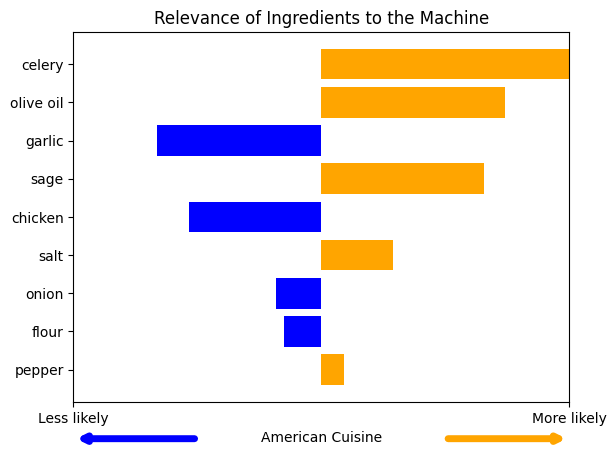 Relevance of Ingredients to the Machine
celery
olive oil
garlic
sage
chicken
salt
onion
flour
pepper
Less likely More likely
American Cuisine